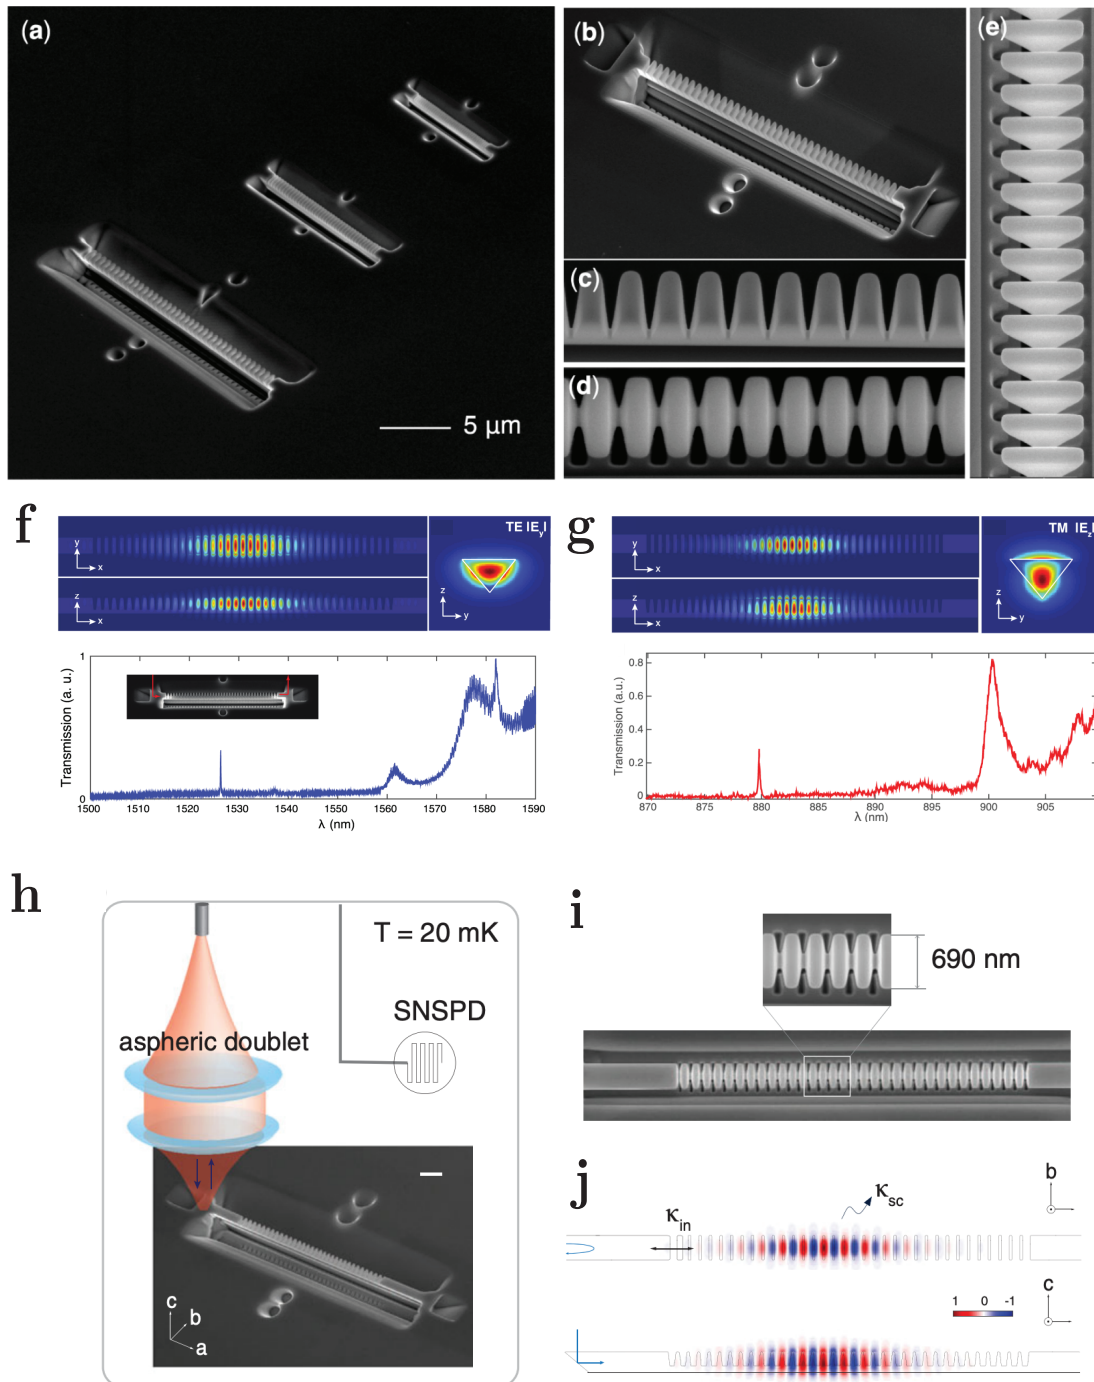 (a)
5 µm
(b)
(c)
(d)
(e)
f
y
x
z
x
TE |E_y|
z
y
Transmission (a. u.)
1
0
1500 1510 1520 1530 1540 1550 1560 1570 1580 1590
λ (nm)
g
y
x
z
x
TM |E_z|
z
y
Transmission (a.u.)
0.8
0.6
0.4
0.2
0
870 875 880 885 890 895 900 905
λ (nm)
h
T = 20 mK
SNSPD
aspheric doublet
c
b
a
i
690 nm
j
κ_in
κ_sc
b
1 0 -1
c